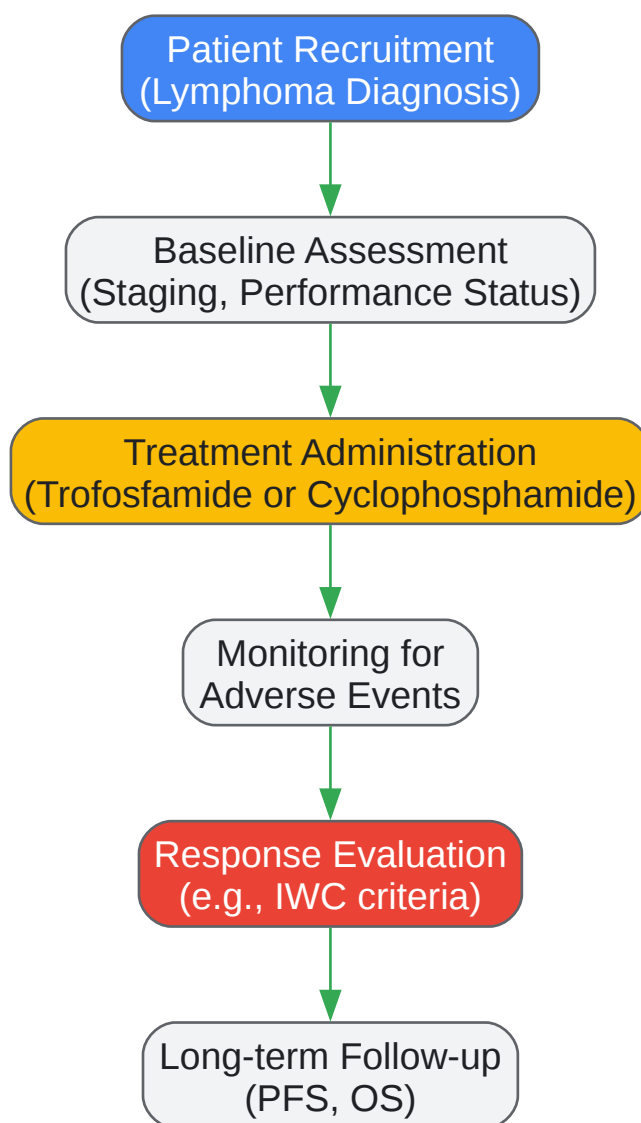 Patient Recruitment
(Lymphoma Diagnosis)
Baseline Assessment
(Staging, Performance Status)
Treatment Administration
(Trofosfamide or Cyclophosphamide)
Monitoring for
Adverse Events
Response Evaluation
(e.g., IWC criteria)
Long-term Follow-up
(PFS, OS)